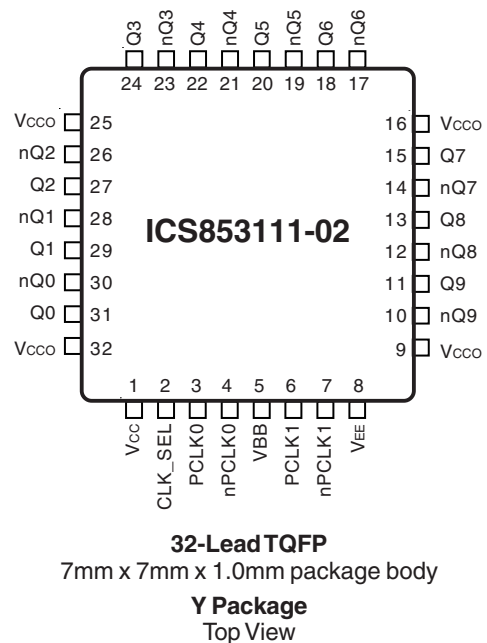 Q3 nQ3 Q4 nQ4 Q5 nQ5 Q6 nQ6
24 23 22 21 20 19 18 17
Vcco 25
nQ2 26
Q2 27
nQ1 28
Q1 29
nQ0 30
Q0 31
Vcco 32
ICS853111-02
16 Vcco
15 Q7
14 nQ7
13 Q8
12 nQ8
11 Q9
10 nQ9
9 Vcco
1 2 3 4 5 6 7 8
Vcc CLK_SEL PCLK0 nPCLK0 VBB PCLK1 nPCLK1 VEE
32-Lead TQFP
7mm x 7mm x 1.0mm package body
Y Package
Top View